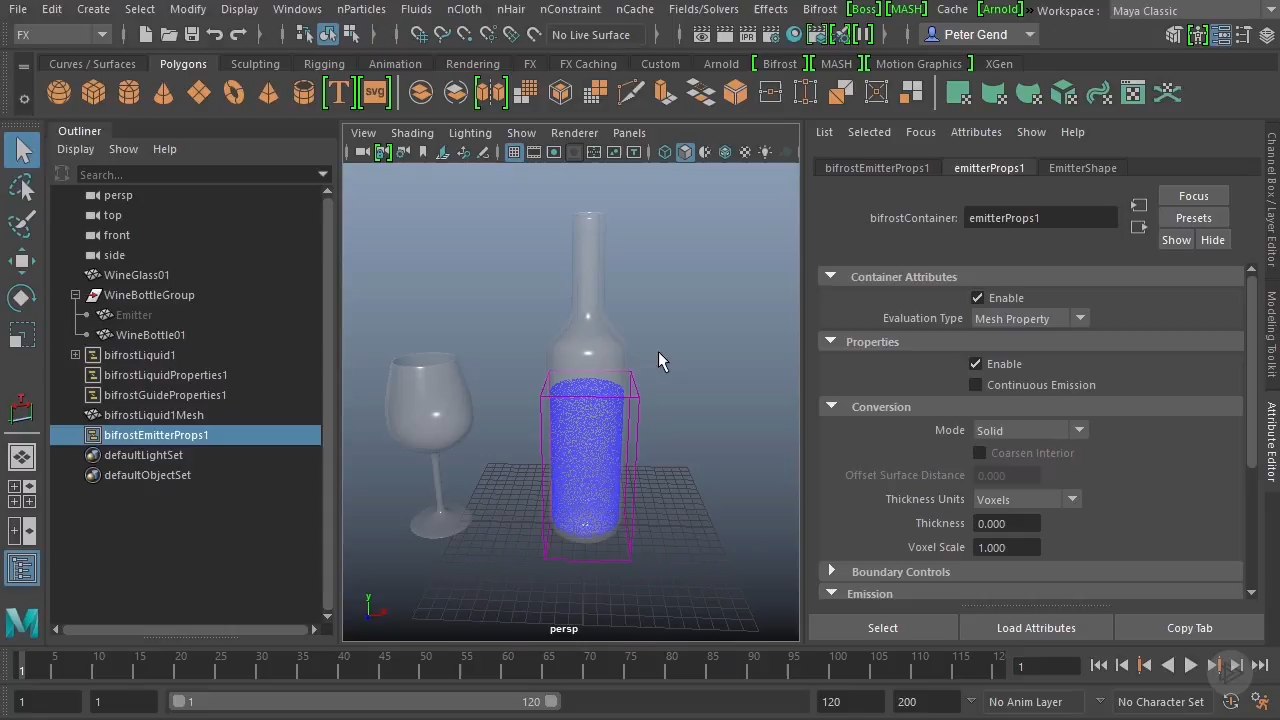 File Edit Create Select Modify Display Windows nParticles Fluids nCloth nHair nConstraint nCache Fields/Solvers Effects Bifrost [Boss] [MASH] Cache [Arnold] Workspace : Maya Classic
FX No Live Surface Peter Gend
Curves / Surfaces Polygons Sculpting Rigging Animation Rendering FX FX Caching Custom Arnold [ Bifrost ] [ MASH ] [ Motion Graphics ] XGen
T svg
Outliner
Display Show Help
Search...
persp
top
front
side
WineGlass01
WineBottleGroup
Emitter
WineBottle01
bifrostLiquid1
bifrostLiquidProperties1
bifrostGuideProperties1
bifrostLiquid1Mesh
bifrostEmitterProps1
defaultLightSet
defaultObjectSet
View Shading Lighting Show Renderer Panels
y
persp
List Selected Focus Attributes Show Help
bifrostEmitterProps1 emitterProps1 EmitterShape
bifrostContainer: emitterProps1
Focus
Presets
Show Hide
Container Attributes
Enable
Evaluation Type Mesh Property
Properties
Enable
Continuous Emission
Conversion
Mode Solid
Coarsen Interior
Offset Surface Distance 0.000
Thickness Units Voxels
Thickness 0.000
Voxel Scale 1.000
Boundary Controls
Emission
Select Load Attributes Copy Tab
Channel Box / Layer Editor
Modeling Toolkit
Attribute Editor
1 5 10 15 20 25 30 35 40 45 50 55 60 65 70 75 80 85 90 95 100 105 110 115 12 1
1 1 1 120 120 200 No Anim Layer No Character Set